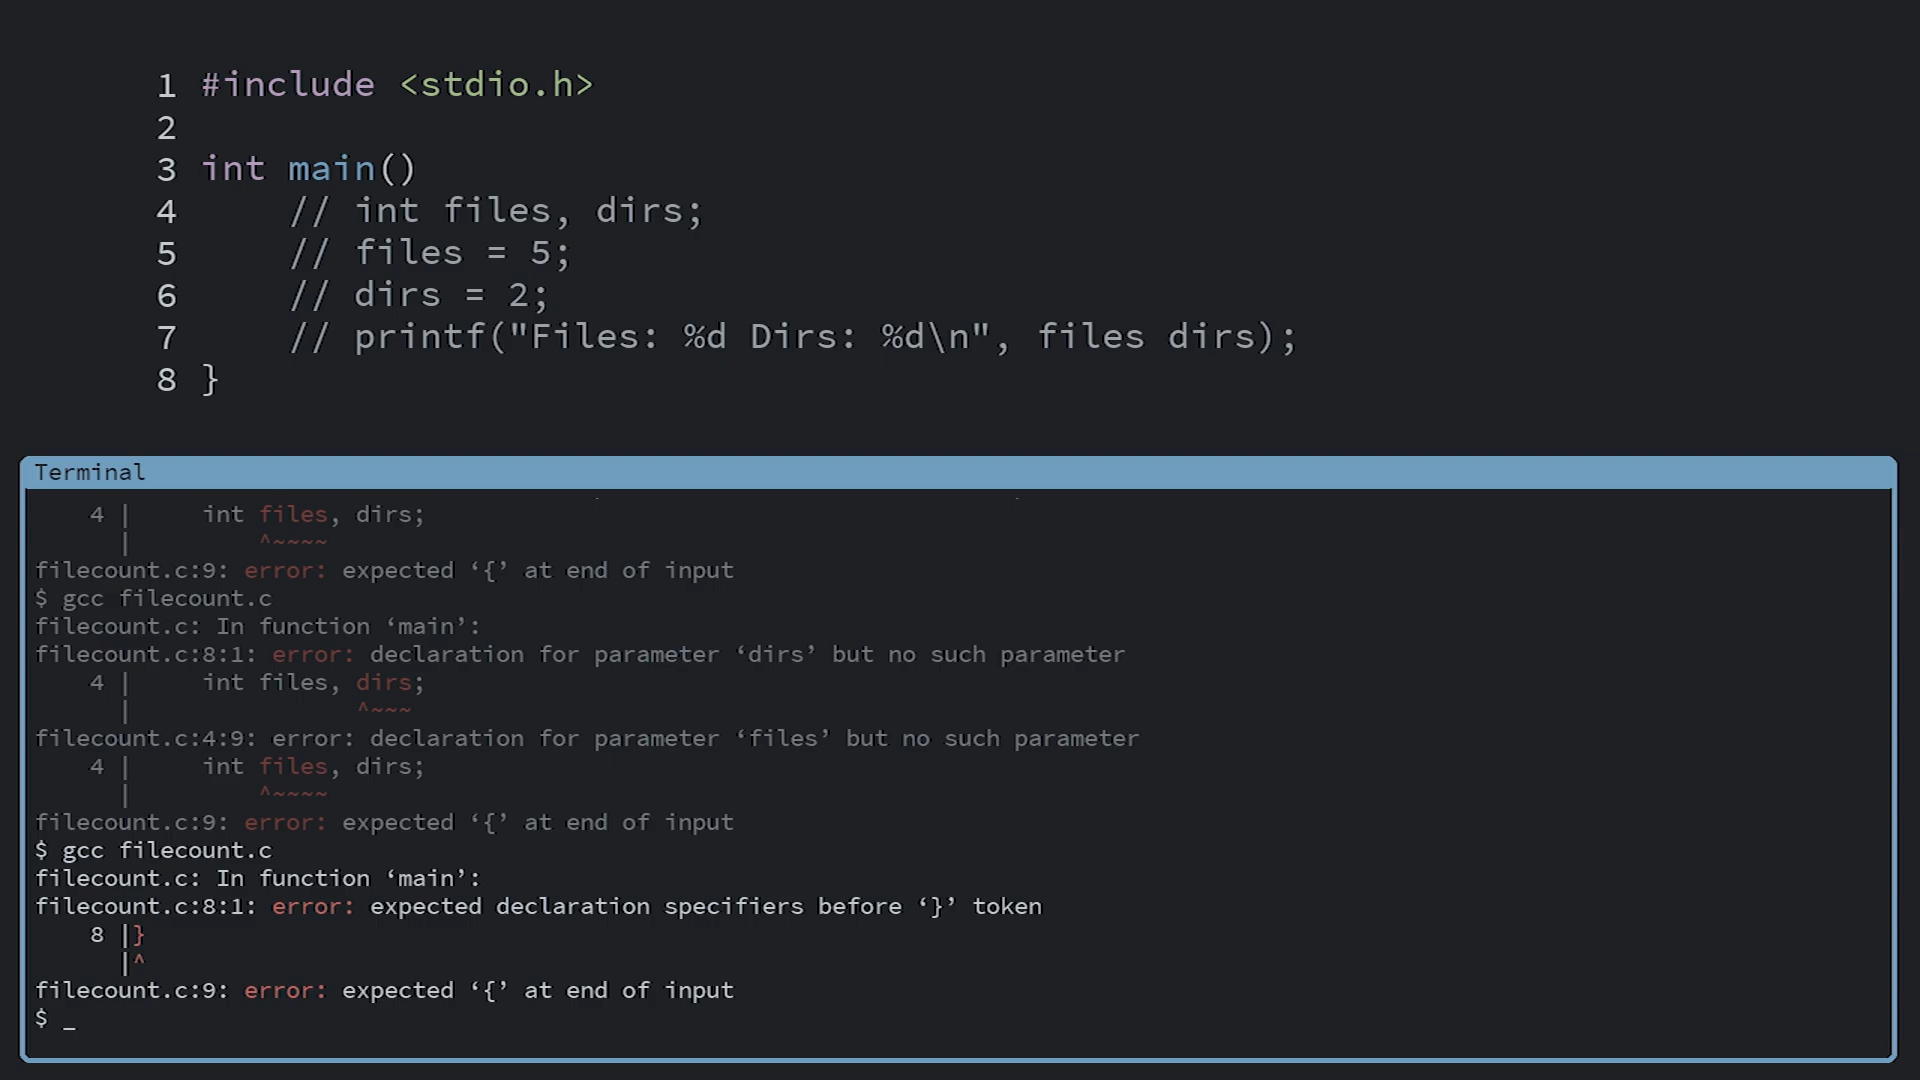 1 #include <stdio.h>
2
3 int main()
4     // int files, dirs;
5     // files = 5;
6     // dirs = 2;
7     // printf("Files: %d Dirs: %d\n", files dirs);
8 }
Terminal
    4 |     int files, dirs;
      |         ^~~~~
filecount.c:9: error: expected ‘{’ at end of input
$ gcc filecount.c
filecount.c: In function ‘main’:
filecount.c:8:1: error: declaration for parameter ‘dirs’ but no such parameter
    4 |     int files, dirs;
      |                ^~~~
filecount.c:4:9: error: declaration for parameter ‘files’ but no such parameter
    4 |     int files, dirs;
      |         ^~~~~
filecount.c:9: error: expected ‘{’ at end of input
$ gcc filecount.c
filecount.c: In function ‘main’:
filecount.c:8:1: error: expected declaration specifiers before ‘}’ token
    8 |}
      |^
filecount.c:9: error: expected ‘{’ at end of input
$ _